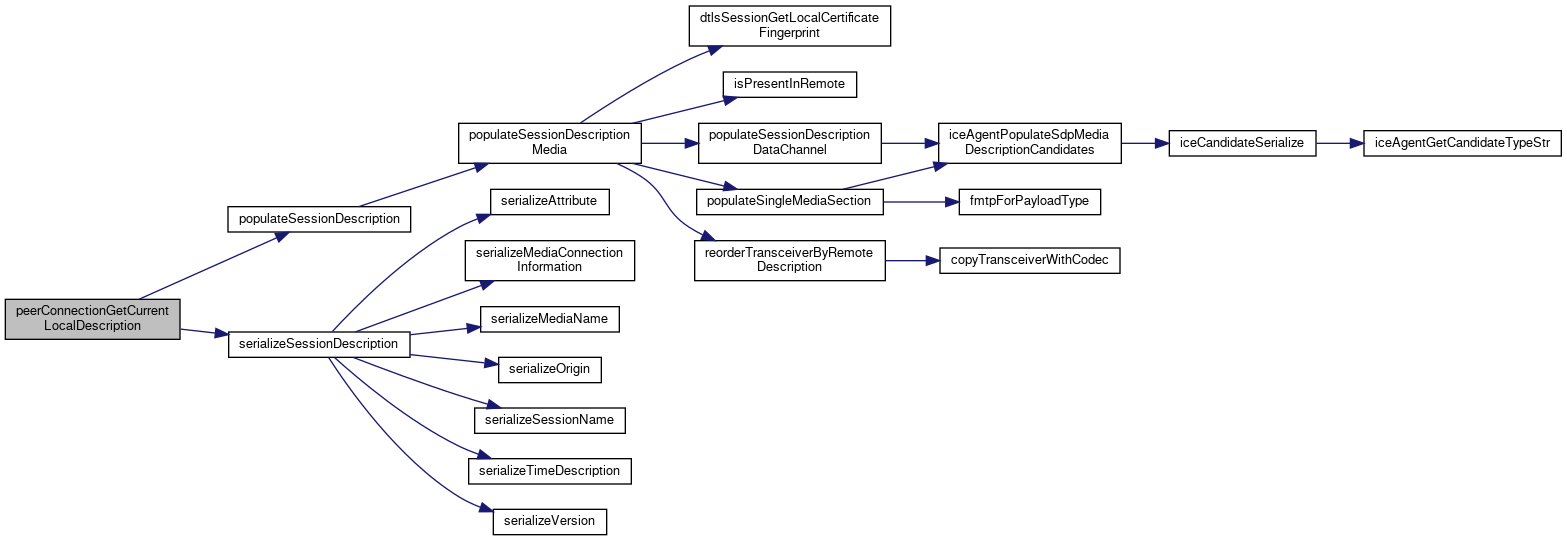 dtlsSessionGetLocalCertificate
Fingerprint
isPresentInRemote
populateSessionDescription
Media
populateSessionDescription
DataChannel
iceAgentPopulateSdpMedia
DescriptionCandidates
iceCandidateSerialize
iceAgentGetCandidateTypeStr
populateSessionDescription
serializeAttribute
populateSingleMediaSection
fmtpForPayloadType
serializeMediaConnection
Information
reorderTransceiverByRemote
Description
copyTransceiverWithCodec
peerConnectionGetCurrent
LocalDescription
serializeSessionDescription
serializeMediaName
serializeOrigin
serializeSessionName
serializeTimeDescription
serializeVersion